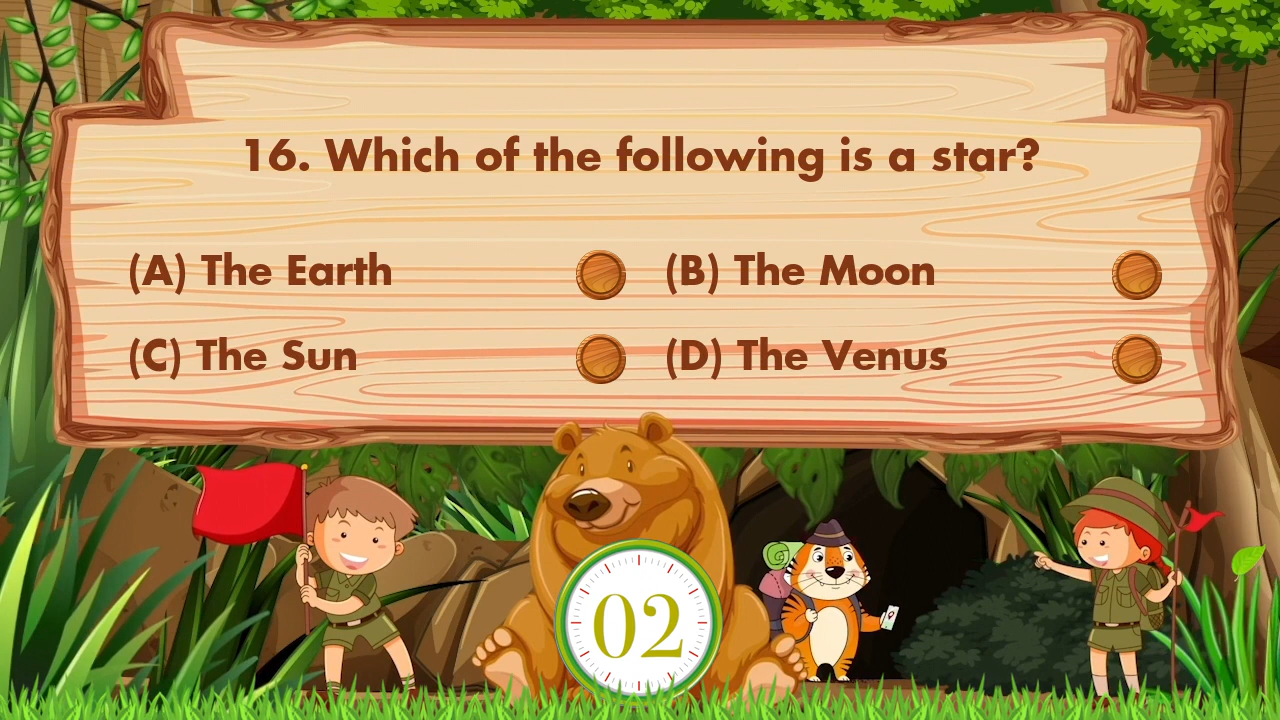 16. Which of the following is a star?
(A) The Earth
(B) The Moon
(C) The Sun
(D) The Venus
02